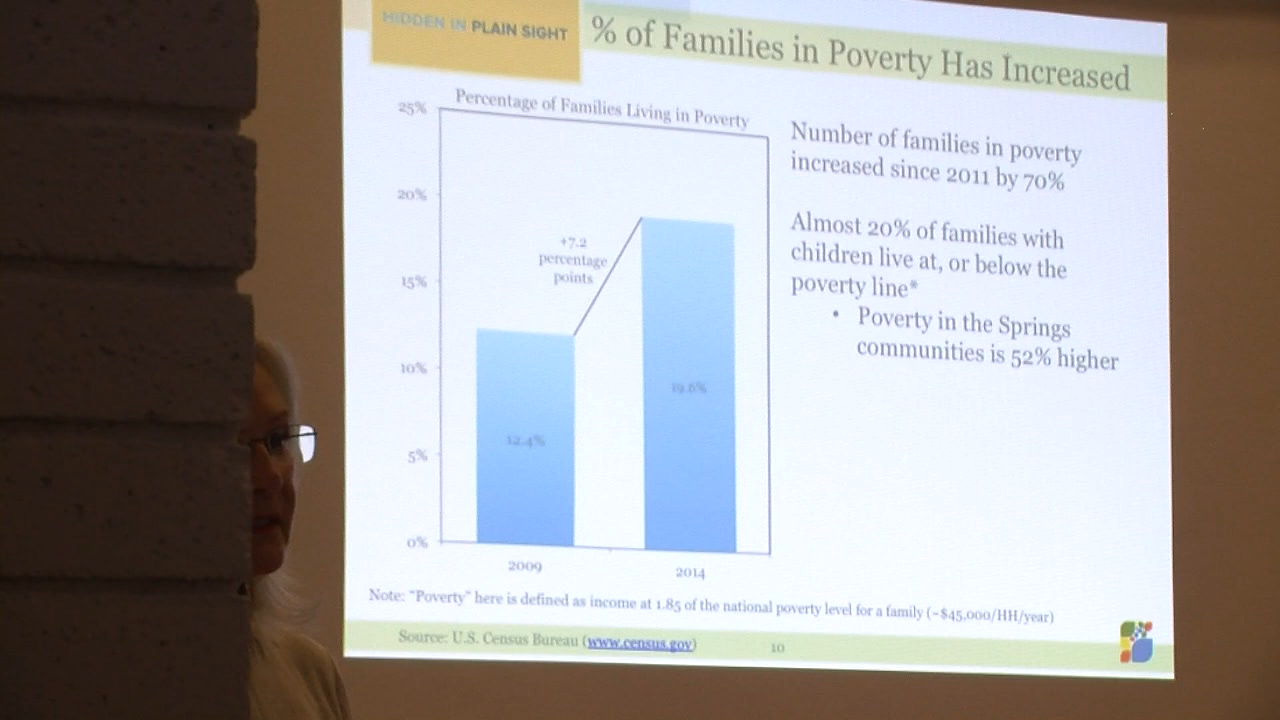 HIDDEN IN PLAIN SIGHT
% of Families in Poverty Has Increased
Percentage of Families Living in Poverty
25%
20%
15%
10%
5%
0%
+7.2
percentage
points
12.4%
19.6%
2009
2014
Number of families in poverty
increased since 2011 by 70%
Almost 20% of families with
children live at, or below the
poverty line*
• Poverty in the Springs
communities is 52% higher
Note: "Poverty" here is defined as income at 1.85 of the national poverty level for a family (~$45,000/HH/year)
Source: U.S. Census Bureau (www.census.gov)
10